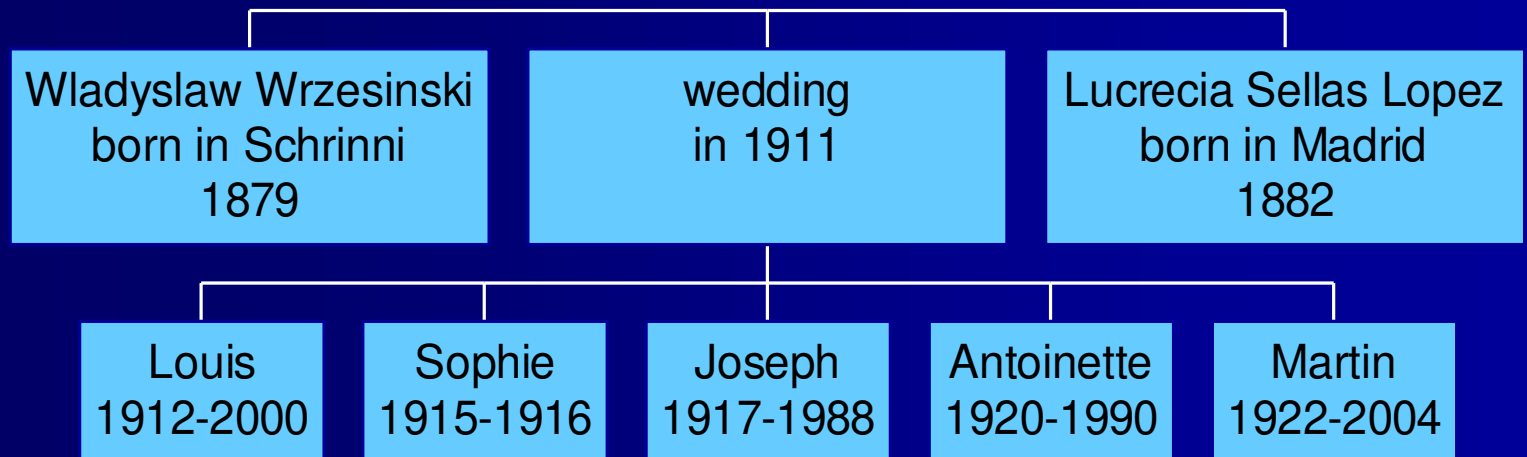 Wladyslaw Wrzesinski
born in Schrinni
1879
wedding
in 1911
Lucrecia Sellas Lopez
born in Madrid
1882
Louis
1912-2000
Sophie
1915-1916
Joseph
1917-1988
Antoinette
1920-1990
Martin
1922-2004